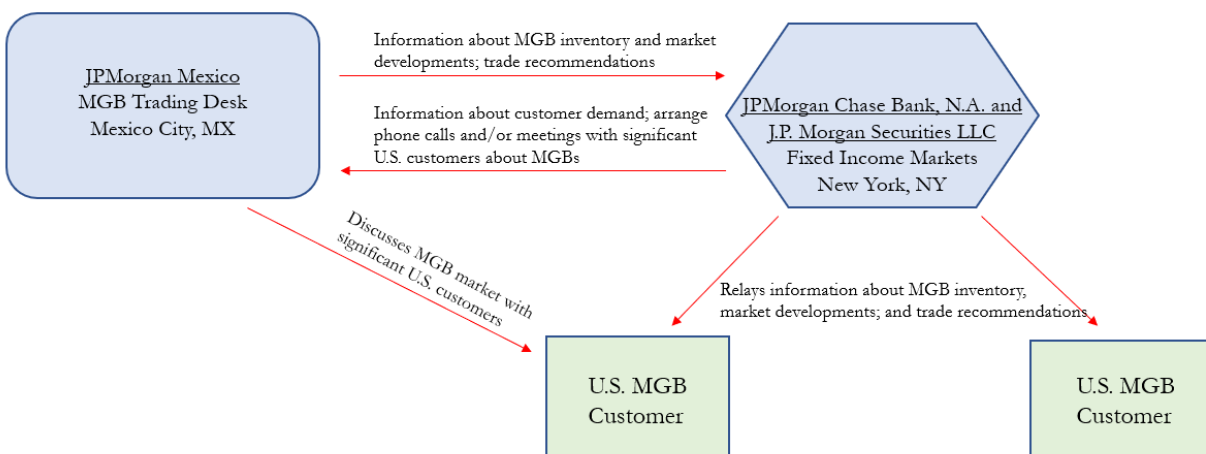 JPMorgan Mexico
MGB Trading Desk
Mexico City, MX
Information about MGB inventory and market
developments; trade recommendations
Information about customer demand; arrange
phone calls and/or meetings with significant
U.S. customers about MGBs
JPMorgan Chase Bank, N.A. and
J.P. Morgan Securities LLC
Fixed Income Markets
New York, NY
Discusses MGB market with
significant U.S. customers
Relays information about MGB inventory,
market developments; and trade recommendations
U.S. MGB
Customer
U.S. MGB
Customer